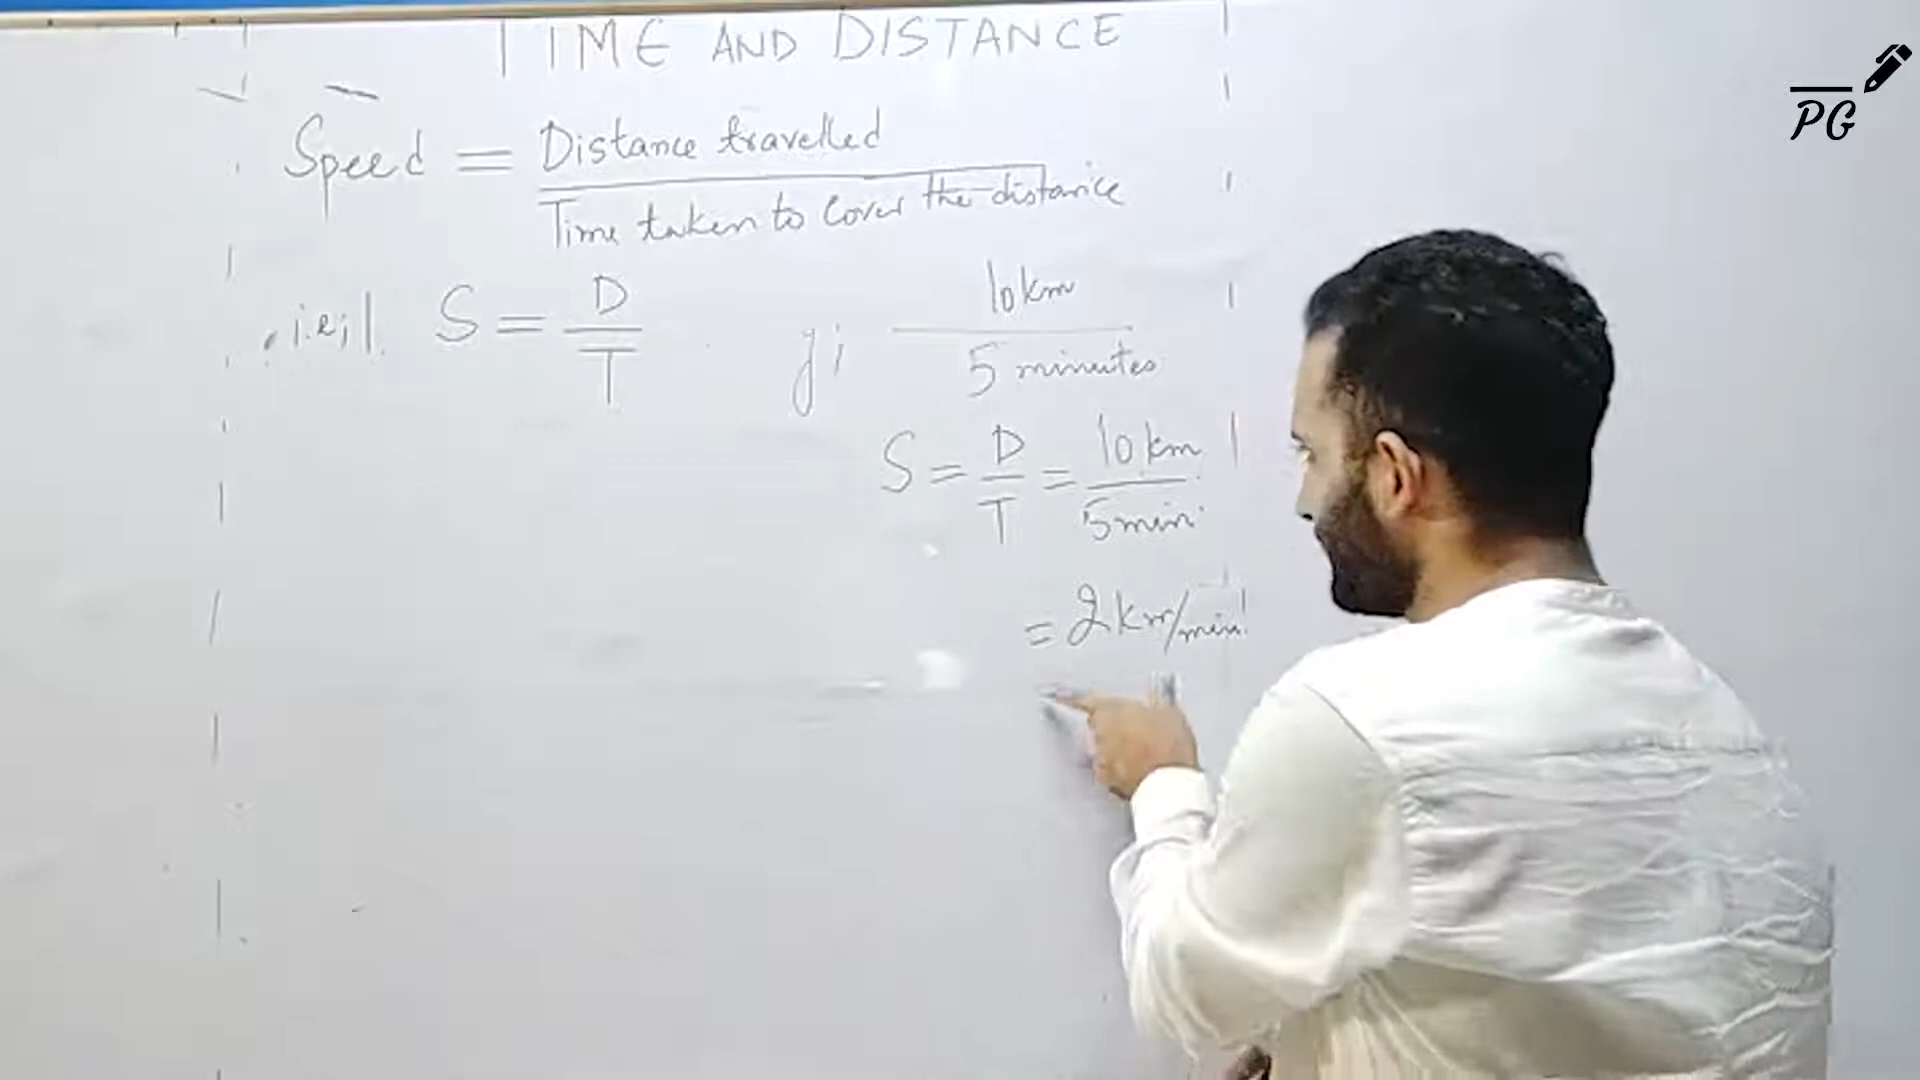 TIME AND DISTANCE
PG
Speed = Distance travelled
Time taken to cover the distance
i.e; S = D
T
10 km
5 minutes
S = D = 10 km
T 5 min.
= 2 km/min